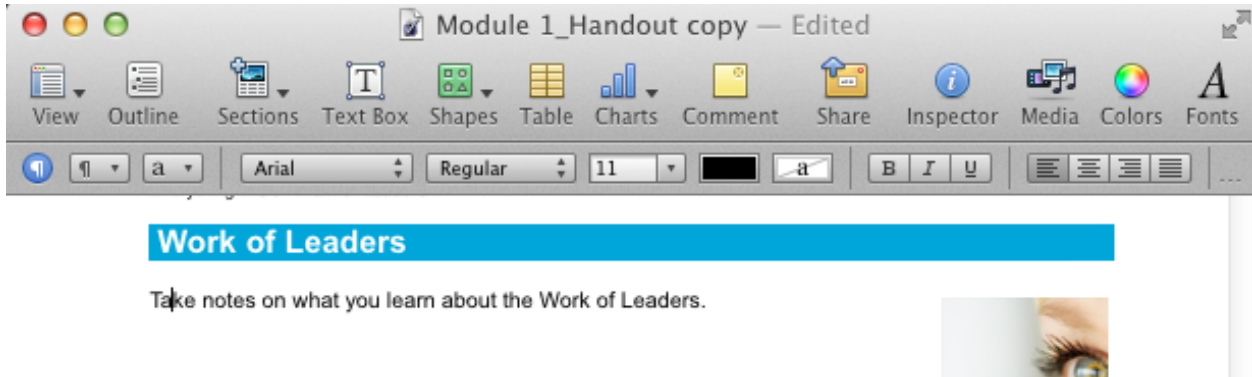 Module 1_Handout copy — Edited
View Outline Sections Text Box Shapes Table Charts Comment Share Inspector Media Colors Fonts
a Arial Regular 11 a B I U
Work of Leaders
Take notes on what you learn about the Work of Leaders.